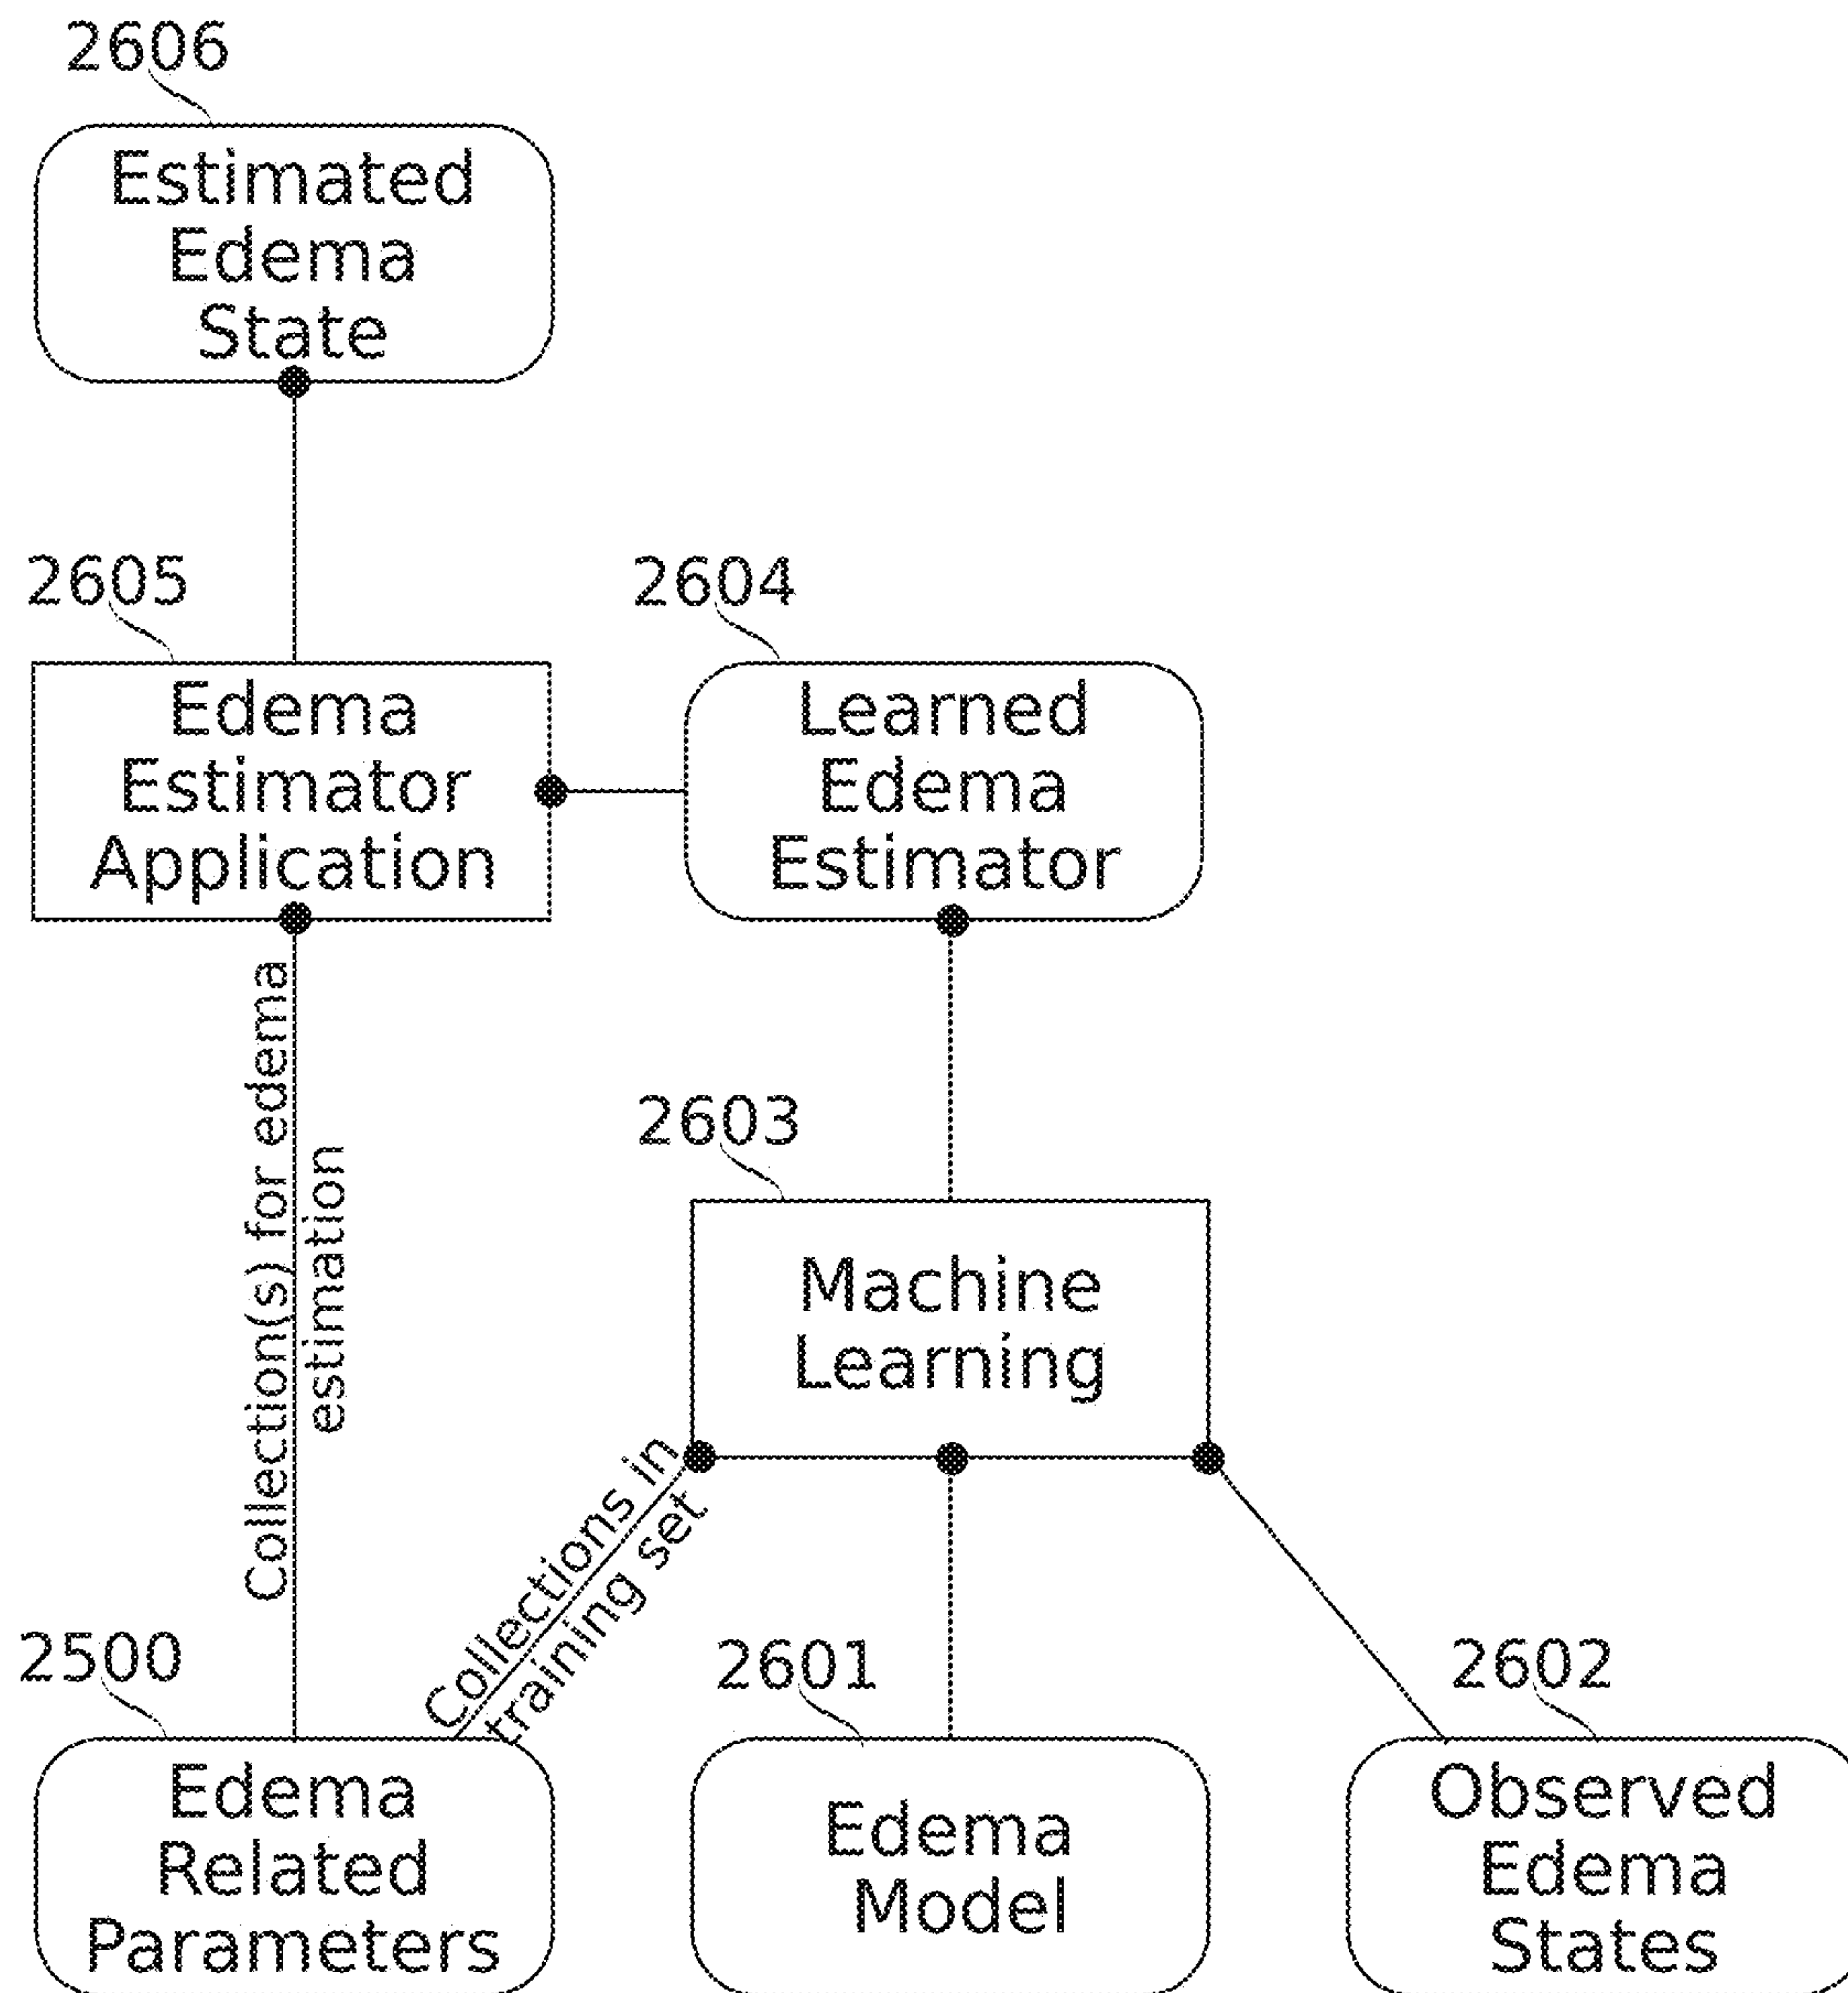 2606
Estimated
Edema
State
2605
Edema
Estimator
Application
2604
Learned
Edema
Estimator
Collection(s) for edema
estimation
2603
Machine
Learning
Collections in
training set
2500
Edema
Related
Parameters
2601
Edema
Model
2602
Observed
Edema
States